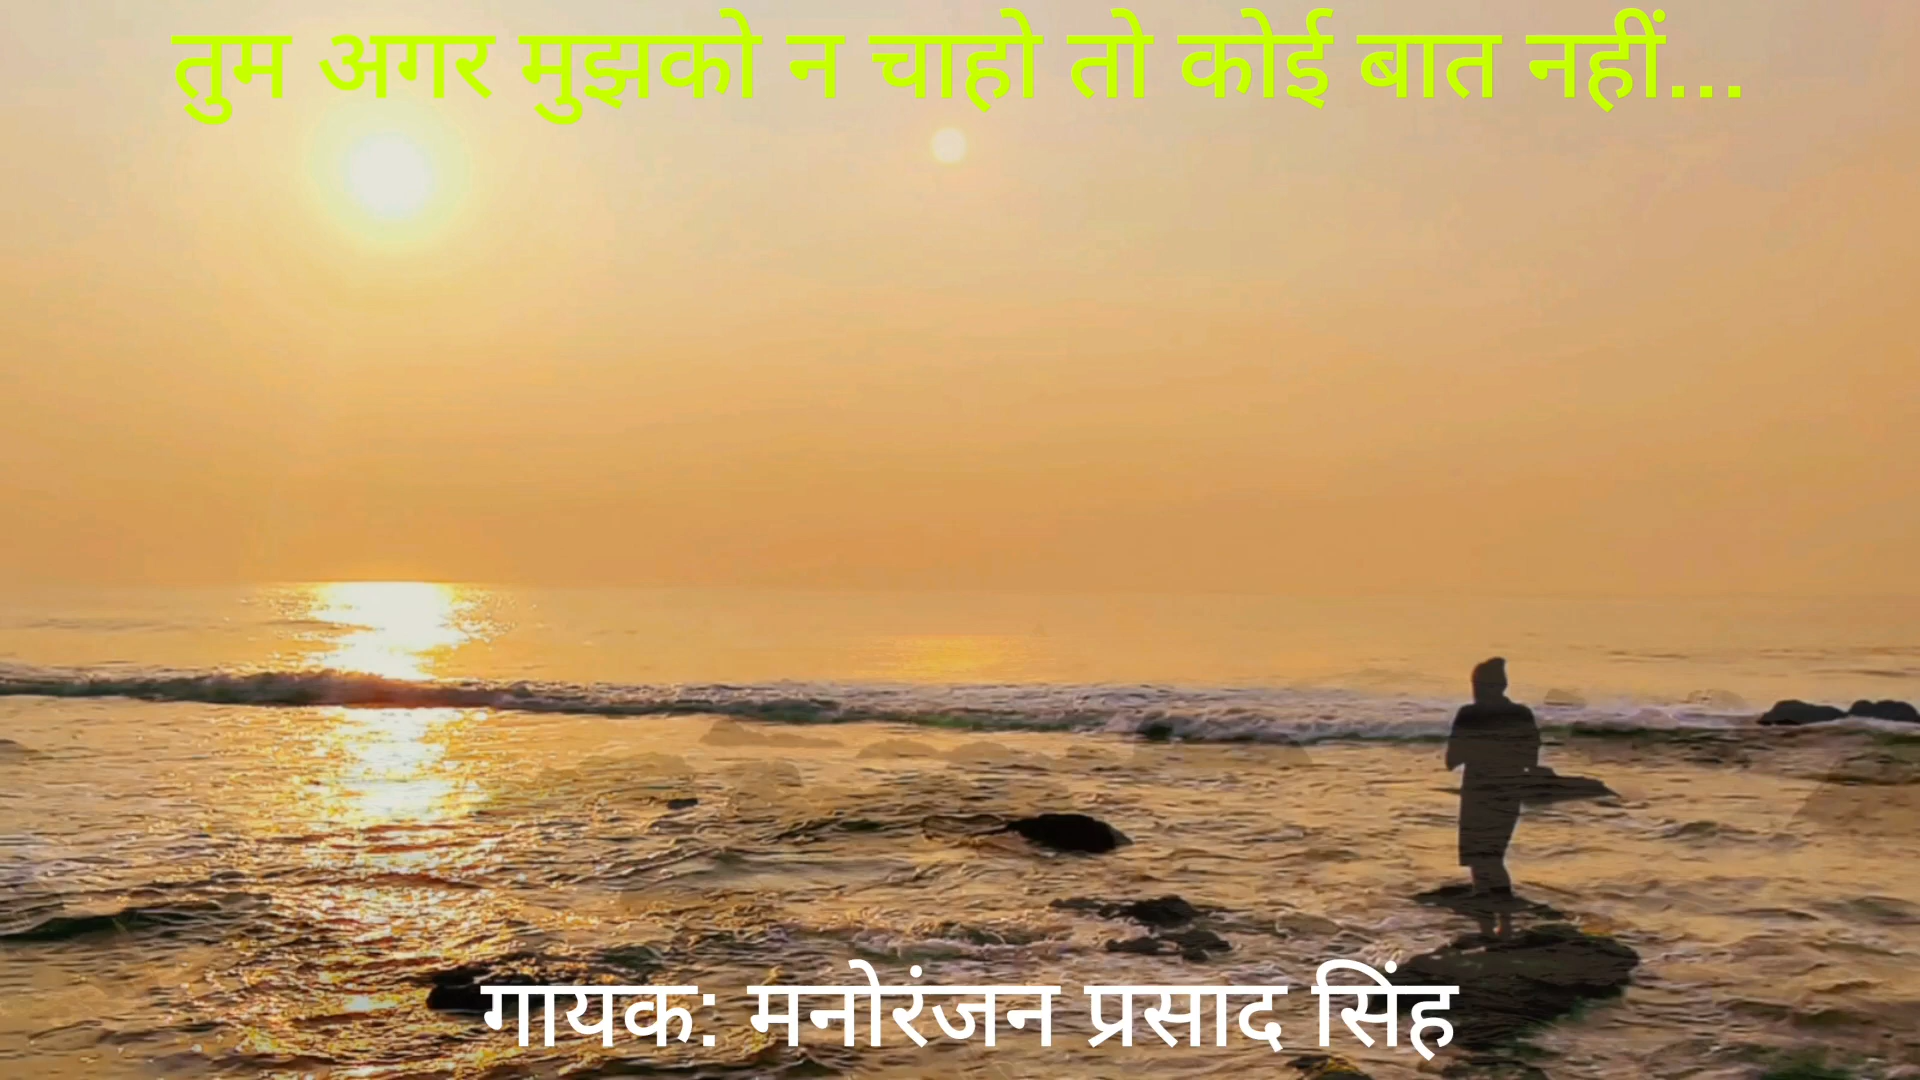 तुम अगर मुझको न चाहो तो कोई बात नहीं...
गायक: मनोरंजन प्रसाद सिंह